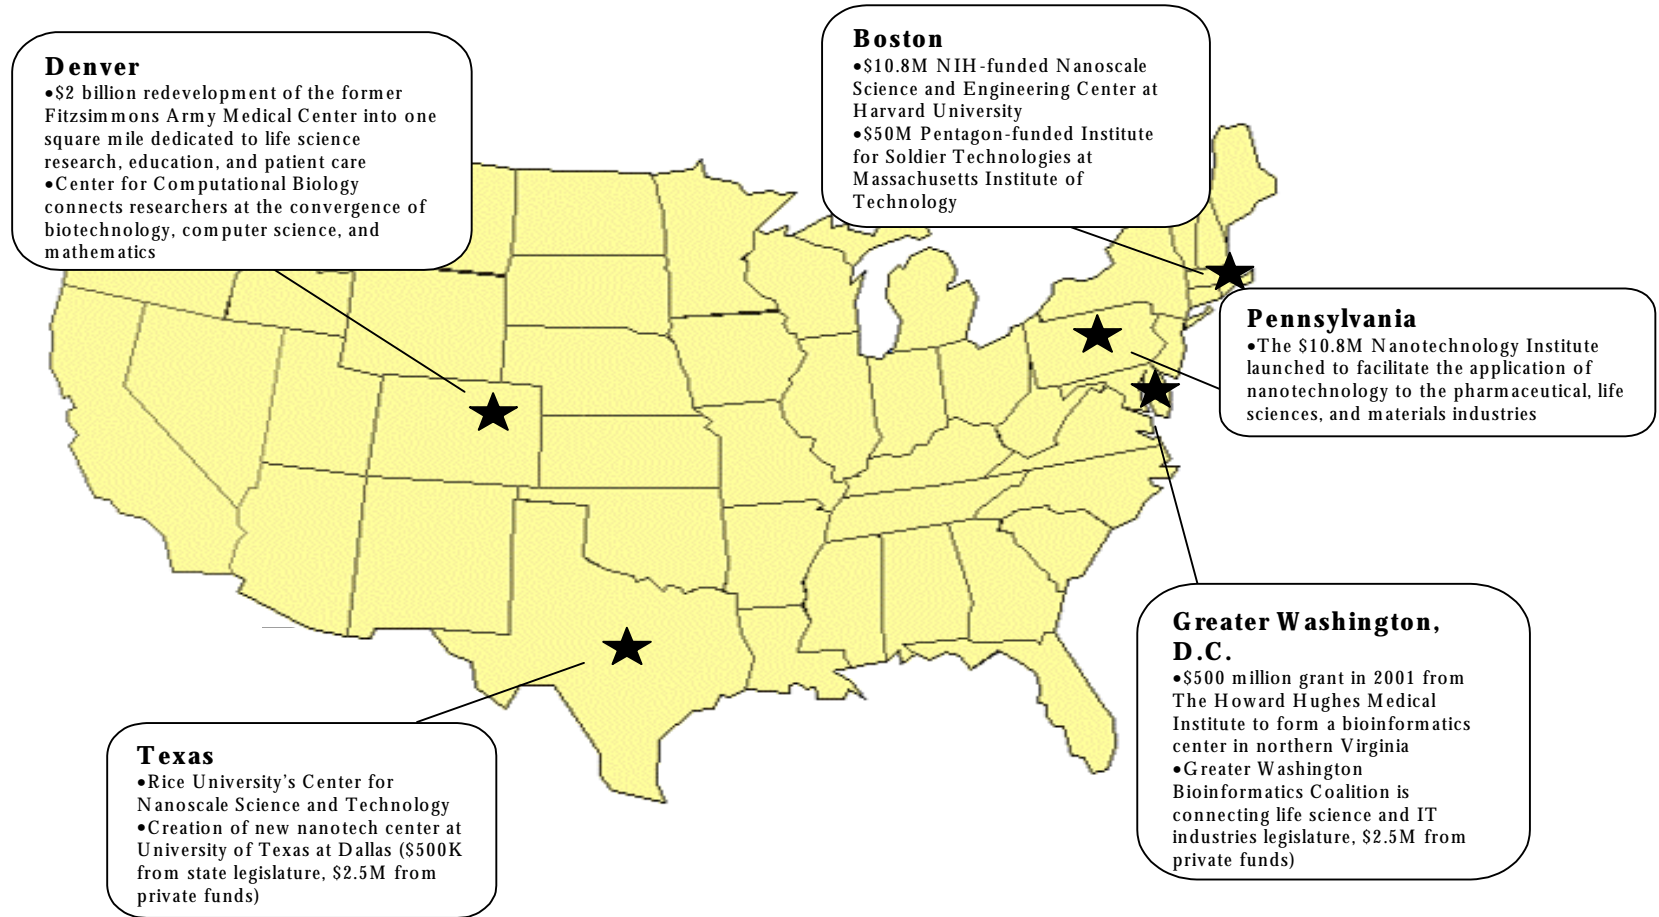 Denver
•$2 billion redevelopment of the former
Fitzsimmons Army Medical Center into one
square mile dedicated to life science
research, education, and patient care
•Center for Computational Biology
connects researchers at the convergence of
biotechnology, computer science, and
mathematics
Boston
•$10.8M NIH-funded Nanoscale
Science and Engineering Center at
Harvard University
•$50M Pentagon-funded Institute
for Soldier Technologies at
Massachusetts Institute of
Technology
Pennsylvania
•The $10.8M Nanotechnology Institute
launched to facilitate the application of
nanotechnology to the pharmaceutical, life
sciences, and materials industries
Greater Washington,
D.C.
•$500 million grant in 2001 from
The Howard Hughes Medical
Institute to form a bioinformatics
center in northern Virginia
•Greater Washington
Bioinformatics Coalition is
connecting life science and IT
industries legislature, $2.5M from
private funds)
Texas
•Rice University's Center for
Nanoscale Science and Technology
•Creation of new nanotech center at
University of Texas at Dallas ($500K
from state legislature, $2.5M from
private funds)